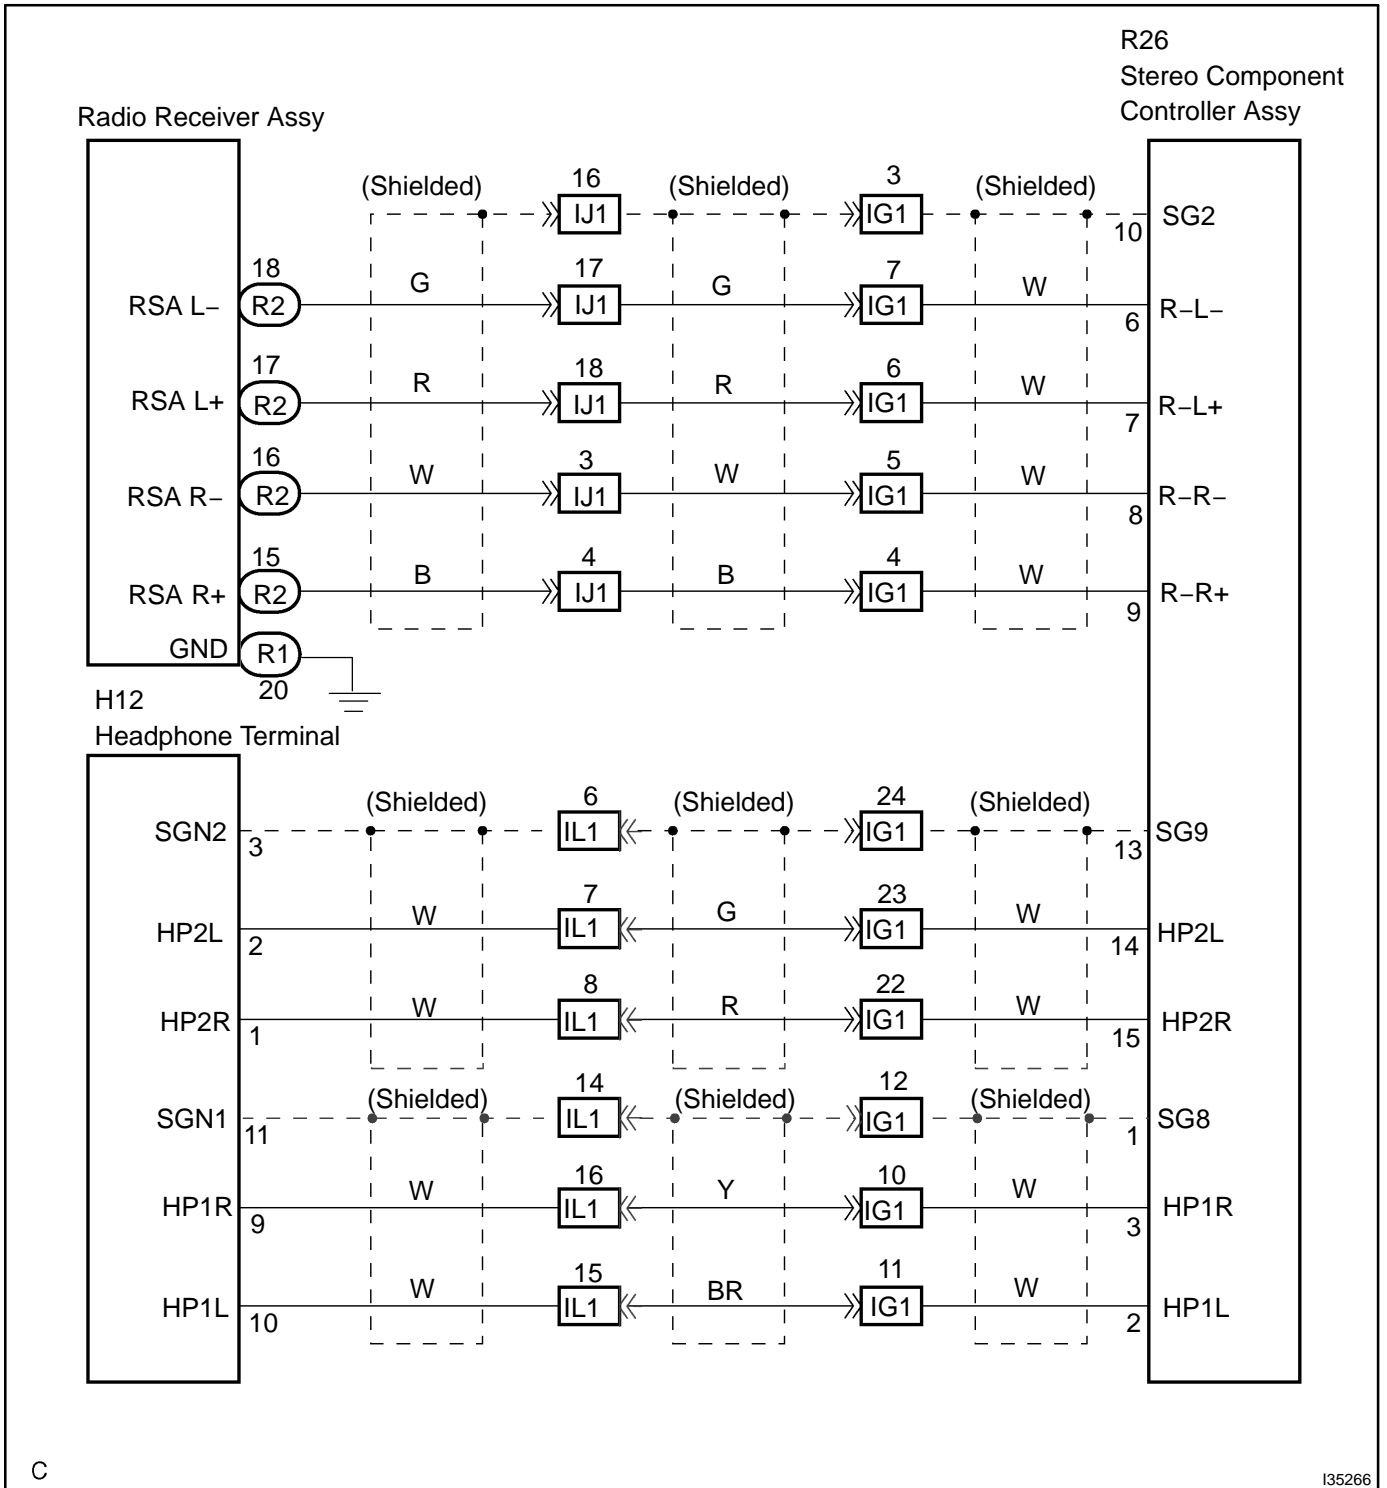 R26
Stereo Component
Controller Assy
Radio Receiver Assy
(Shielded) 16 (Shielded) 3 (Shielded)
IJ1 IG1 10 SG2
RSA L− 18 R2 G 17 IJ1 G 7 IG1 W 6 R−L−
RSA L+ 17 R2 R 18 IJ1 R 6 IG1 W 7 R−L+
RSA R− 16 R2 W 3 IJ1 W 5 IG1 W 8 R−R−
RSA R+ 15 R2 B 4 IJ1 B 4 IG1 W 9 R−R+
GND R1
20
H12
Headphone Terminal
(Shielded) 6 (Shielded) 24 (Shielded)
SGN2 3 IL1 IG1 13 SG9
HP2L 2 W 7 IL1 G 23 IG1 W 14 HP2L
HP2R 1 W 8 IL1 R 22 IG1 W 15 HP2R
(Shielded) 14 (Shielded) 12 (Shielded)
SGN1 11 IL1 IG1 1 SG8
HP1R 9 W 16 IL1 Y 10 IG1 W 3 HP1R
HP1L 10 W 15 IL1 BR 11 IG1 W 2 HP1L
C
I35266